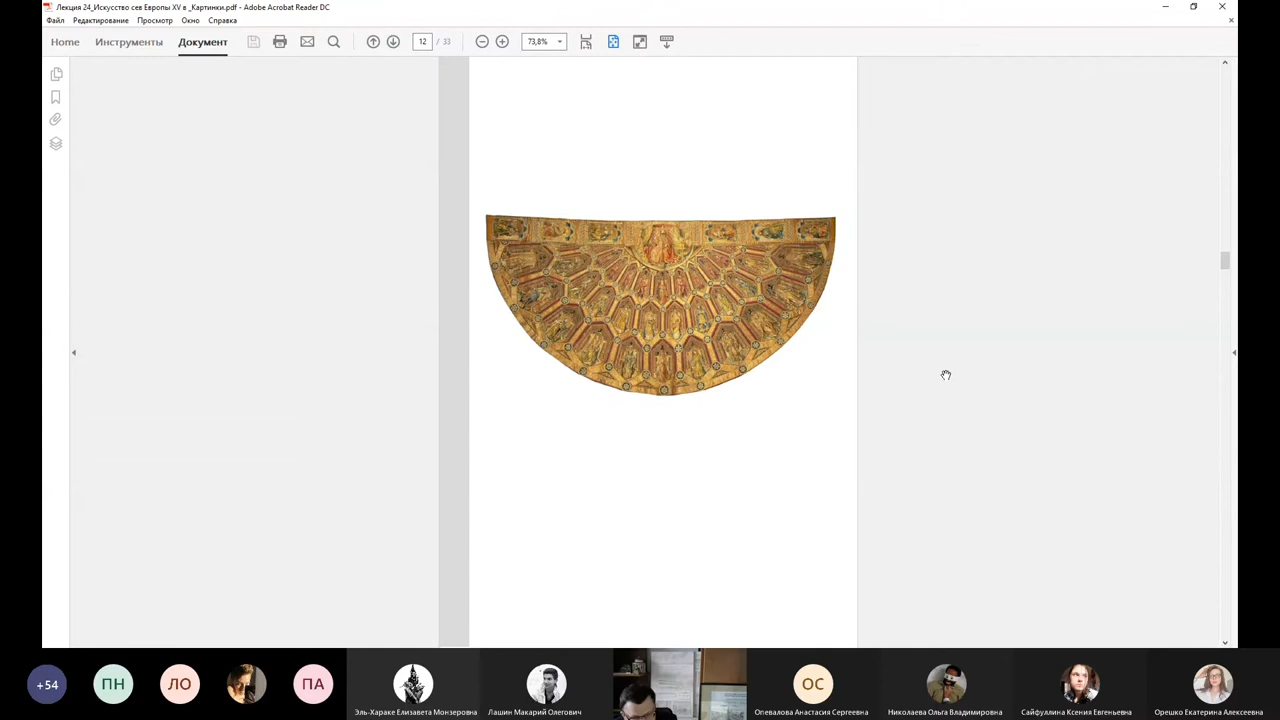 Лекция 24_Искусство сев Европы XV в _Картинки.pdf - Adobe Acrobat Reader DC
Файл Редактирование Просмотр Окно Справка
Home Инструменты Документ 12 / 33 73,8%
+54 ПН ЛО ПА ОС
Эль-Хараке Елизавета Монзеровна Лашин Макарий Олегович Опевалова Анастасия Сергеевна Николаева Ольга Владимировна Сайфуллина Ксения Евгеньевна Орешко Екатерина Алексеевна